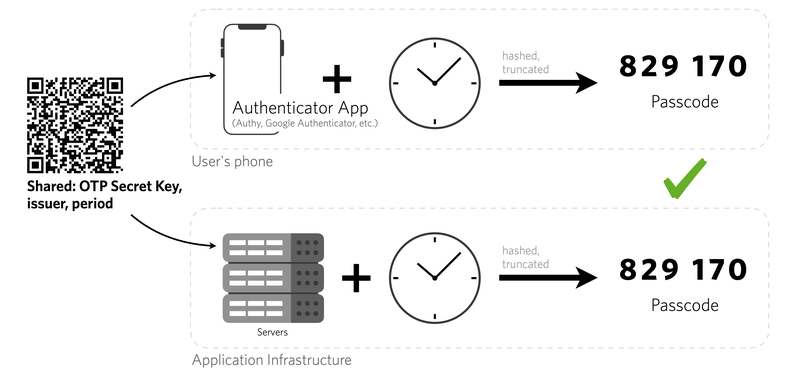 Authenticator App
(Authy, Google Authenticator, etc.)
hashed,
truncated
829 170
Passcode
User's phone
Shared: OTP Secret Key,
issuer, period
Servers
hashed,
truncated
829 170
Passcode
Application Infrastructure